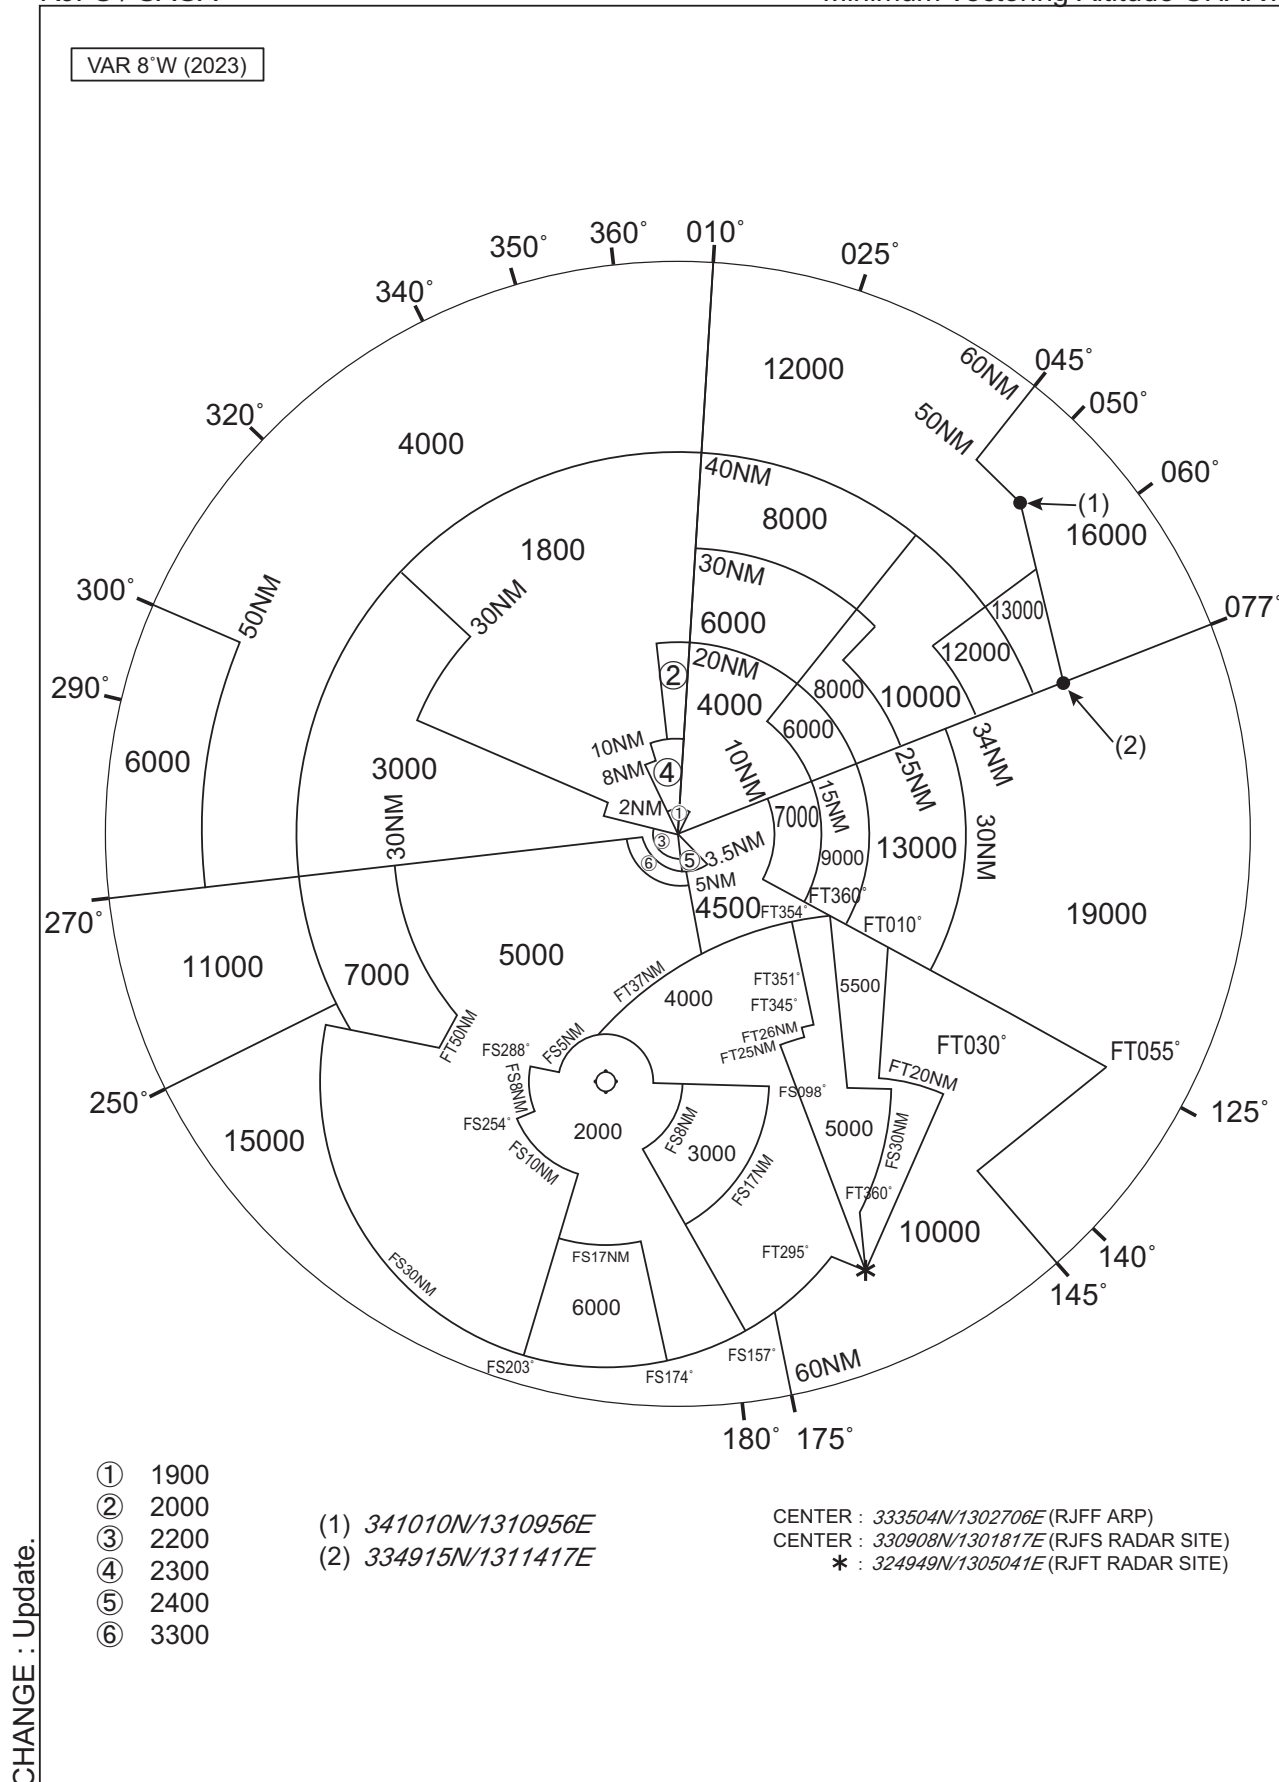 Minimum Vectoring Altitude CHART
VAR 8˚W (2023)
360˚
010˚
350˚
025˚
340˚
60NM
045˚
12000
050˚
50NM
320˚
4000
060˚
40NM
(1)
8000
16000
1800
30NM
300˚
50NM
30NM
077˚
13000
6000
12000
20NM
②
8000
290˚
10000
4000
6000
34NM
(2)
10NM
6000
3000
8NM
④
10NM
25NM
2NM
①
15NM
7000
30NM
③
3.5NM
13000
30NM
⑥
⑤
9000
5NM
FT360˚
4500
FT354˚
19000
270˚
FT010˚
5000
11000
7000
FT37NM
FT351˚
5500
4000
FT345˚
FT26NM
FT50NM
FS5NM
FT25NM
FS288˚
FT030˚
FT055˚
FT20NM
FS8NM
FS098˚
250˚
125˚
FS254˚
2000
FS8NM
5000
15000
FS30NM
FS10NM
3000
FS17NM
FT360˚
10000
FT295˚
FS17NM
140˚
FS30NM
145˚
6000
FS157˚
60NM
FS203˚
FS174˚
180˚
175˚
① 1900
② 2000
③ 2200
④ 2300
⑤ 2400
⑥ 3300
(1) 341010N/1310956E
(2) 334915N/1311417E
CENTER : 333504N/1302706E (RJFF ARP)
CENTER : 330908N/1301817E (RJFS RADAR SITE)
* : 324949N/1305041E (RJFT RADAR SITE)
CHANGE : Update.